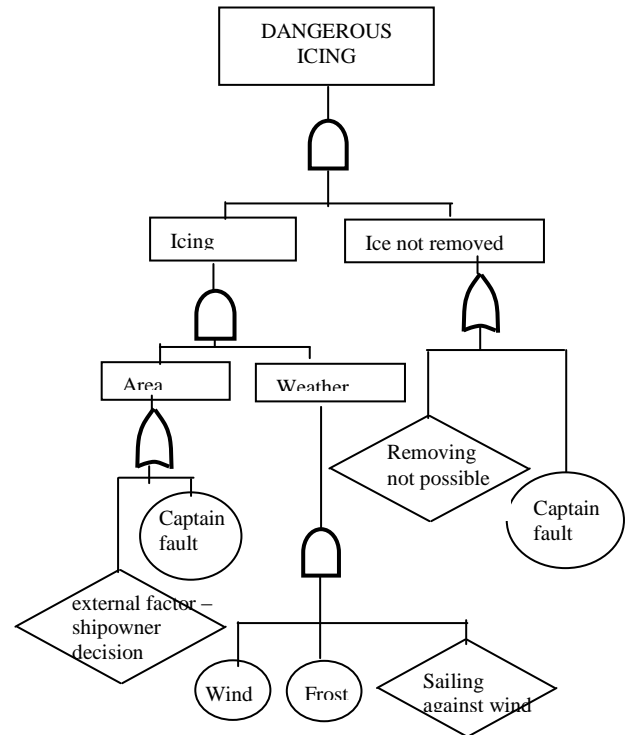 DANGEROUS
ICING
Icing
Ice not removed
Area
Weather
Removing
not possible
Captain
fault
Captain
fault
external factor –
shipowner
decision
Wind
Frost
Sailing
against wind